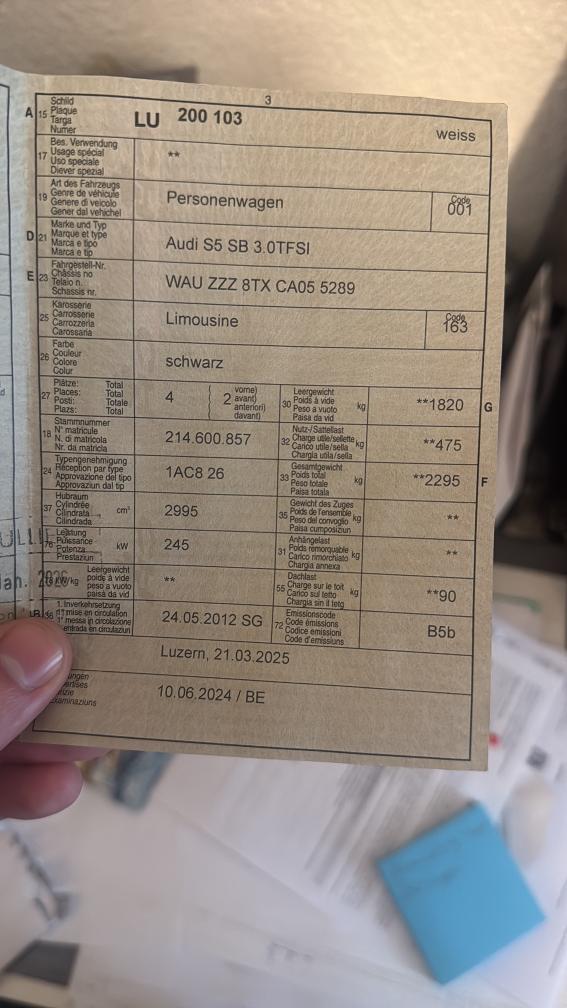 3
A 15 Schild
Plaque
Targa
Numer
LU 200 103
weiss
17 Bes. Verwendung
Usage spécial
Uso speciale
Diever spezial
**
19 Art des Fahrzeugs
Genre de véhicule
Genere di veicolo
Gener dal vehichel
Personenwagen
Code
001
D 21 Marke und Typ
Marque et type
Marca e tipo
Marca e tip
Audi S5 SB 3.0TFSI
E 23 Fahrgestell-Nr.
Châssis no
Telaio n.
Schassis nr.
WAU ZZZ 8TX CA05 5289
25 Karosserie
Carrosserie
Carrozzeria
Carossaria
Limousine
Code
163
26 Farbe
Couleur
Colore
Colur
schwarz
27 Plätze: Total
Places: Total
Posti: Totale
Plazs: Total
4
2 vorne)
avant)
anteriori)
davant)
30 Leergewicht
Poids à vide
Peso a vuoto
Paisa da vid
kg
**1820
G
18 Stammnummer
N° matricule
N. di matricola
Nr. da matricla
214.600.857
32 Nutz-/Sattellast
Charge utile/sellette
Carico utile/sella
Chargia utila/sella
kg
**475
24 Typengenehmigung
Réception par type
Approvazione del tipo
Approvaziun dal tip
1AC8 26
33 Gesamtgewicht
Poids total
Peso totale
Paisa totala
kg
**2295
F
37 Hubraum
Cylindrée
Cilindrata
Cilindrada
cm³
2995
35 Gewicht des Zuges
Poids de l'ensemble
Peso del convoglio
Paisa cumposiziun
kg
**
76 Leistung
Puissance
Potenza
Prestaziun
kW
245
31 Anhängelast
Poids remorquable
Carico rimorchiato
Chargia annexa
kg
**
kW/kg
Leergewicht
poids à vide
peso a vuoto
paisa da vid
**
55 Dachlast
Charge sur le toit
Carico sul tetto
Chargia sin il tetg
kg
**90
B 36 1. Inverkehrsetzung
1re mise en circulation
1a messa in circolazione
entrada en circulaziun
24.05.2012 SG
72 Emissionscode
Code émissions
Codice emissioni
Code d'emissiuns
B5b
Luzern, 21.03.2025
10.06.2024 / BE